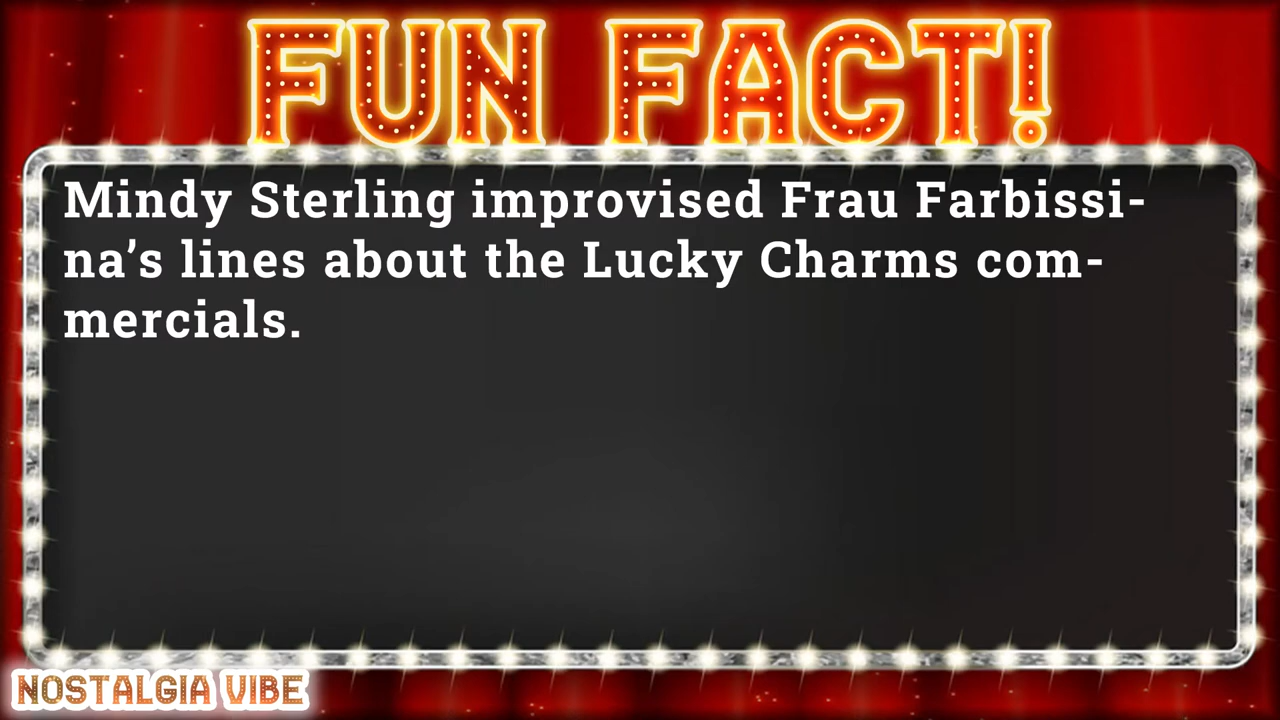 FUN FACT!
Mindy Sterling improvised Frau Farbissi-
na’s lines about the Lucky Charms com-
mercials.
NOSTALGIA VIBE